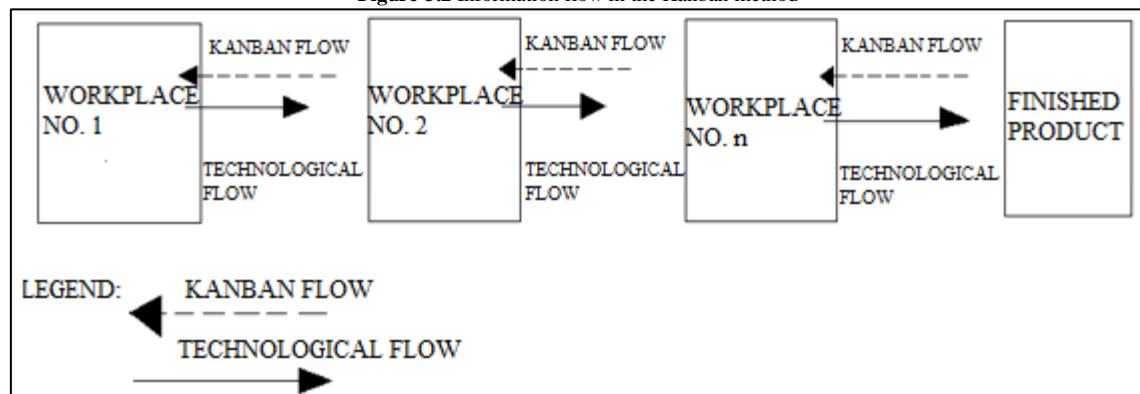 Figure 3.2 Information flow in the Kanban method
KANBAN FLOW
WORKPLACE
NO. 1
TECHNOLOGICAL
FLOW
KANBAN FLOW
WORKPLACE
NO. 2
TECHNOLOGICAL
FLOW
KANBAN FLOW
WORKPLACE
NO. n
TECHNOLOGICAL
FLOW
FINISHED
PRODUCT
LEGEND:
KANBAN FLOW
TECHNOLOGICAL FLOW